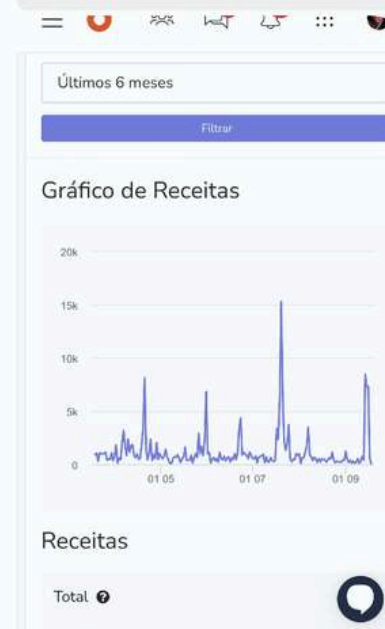 Últimos 6 meses
Filtrar
Gráfico de Receitas
20k
15k
10k
5k
0
01 05
01 07
01 09
Receitas
Total ?